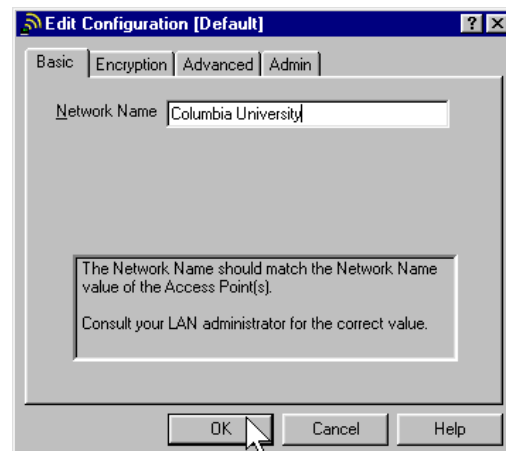 Edit Configuration [Default]
Basic Encryption Advanced Admin
Network Name Columbia University
The Network Name should match the Network Name
value of the Access Point(s).
Consult your LAN administrator for the correct value.
OK Cancel Help